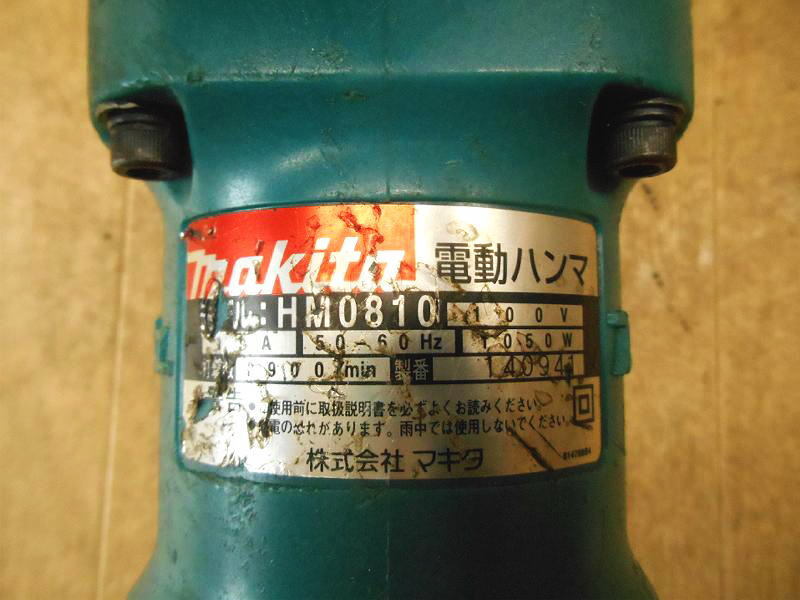 makita 電動ハンマ
ル:HM0810 100V
A 50-60Hz 1050W
2900/min 製番 140941
告 ● 使用前に取扱説明書を必ずよくお読みください
電の恐れがあります。雨中では使用しないでください。
株式会社 マキタ